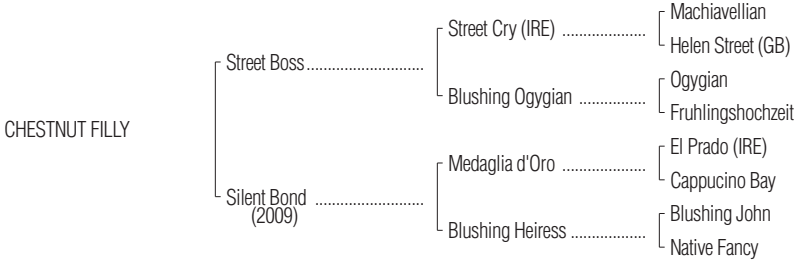 Machiavellian
Street Cry (IRE) ....................
Helen Street (GB)
Street Boss............................
Ogygian
Blushing Ogygian ................
Fruhlingshochzeit
CHESTNUT FILLY
El Prado (IRE)
Medaglia d'Oro ....................
Cappucino Bay
Silent Bond ..........................
(2009)
Blushing John
Blushing Heiress ..................
Native Fancy